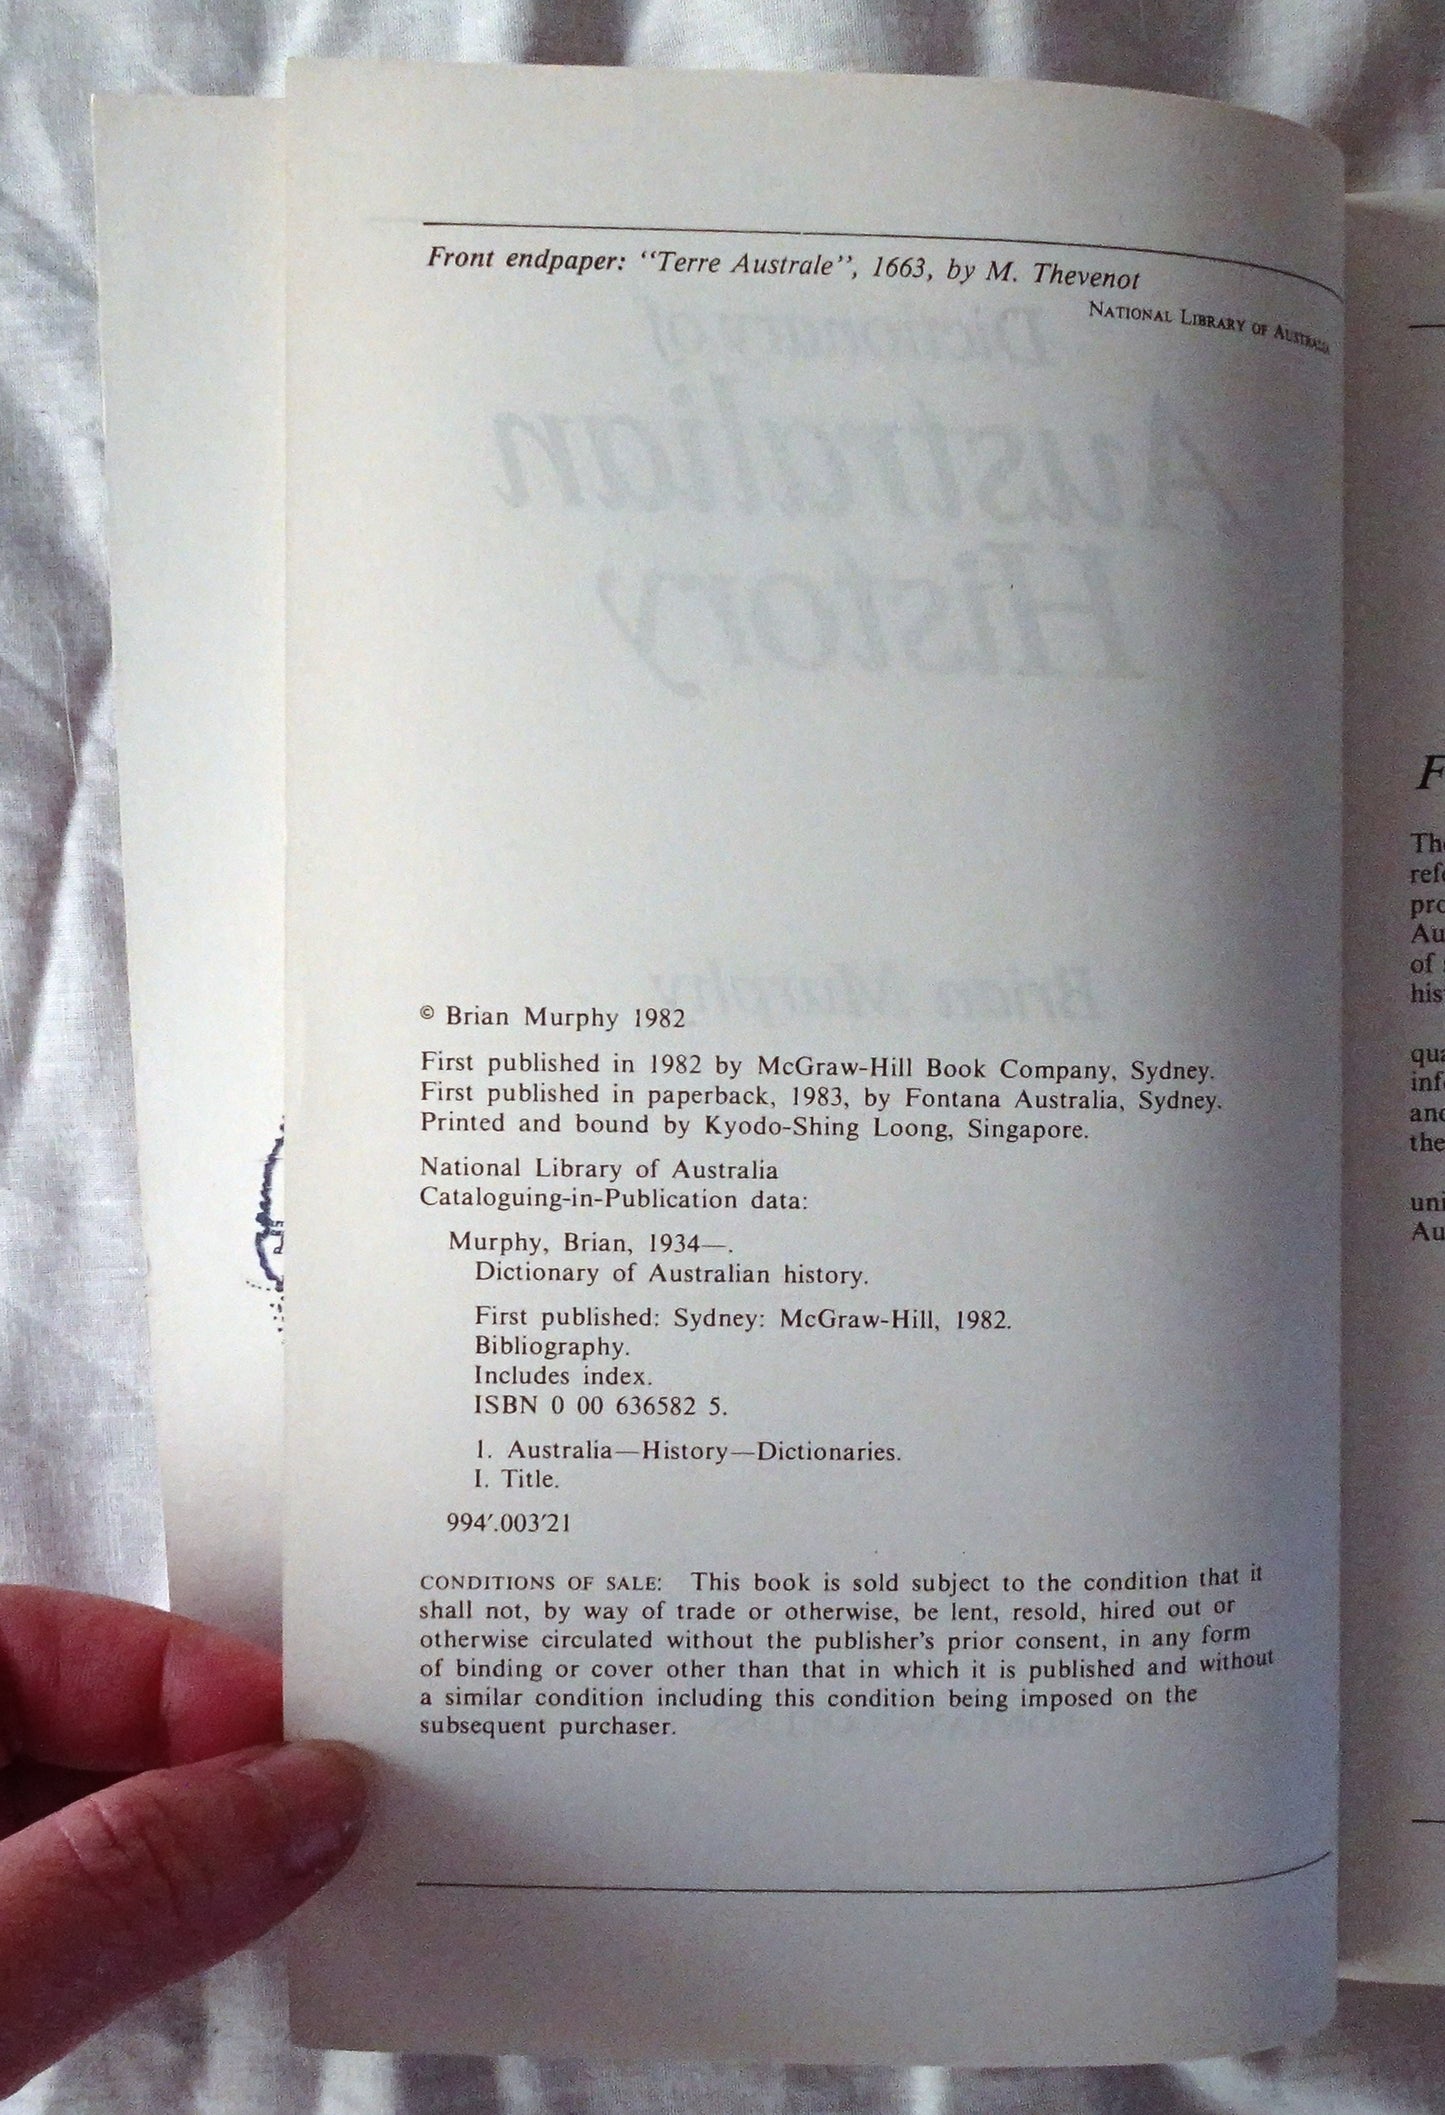 Front endpaper: “Terre Australe”, 1663, by M. Thevenot
NATIONAL LIBRARY OF AUSTRALIA
Dictionary of
Australian
History
Brian Murphy
© Brian Murphy 1982
First published in 1982 by McGraw-Hill Book Company, Sydney.
First published in paperback, 1983, by Fontana Australia, Sydney.
Printed and bound by Kyodo-Shing Loong, Singapore.
National Library of Australia
Cataloguing-in-Publication data:
Murphy, Brian, 1934—.
Dictionary of Australian history.
First published: Sydney: McGraw-Hill, 1982.
Bibliography.
Includes index.
ISBN 0 00 636582 5.
1. Australia—History—Dictionaries.
I. Title.
994′.003′21
CONDITIONS OF SALE: This book is sold subject to the condition that it
shall not, by way of trade or otherwise, be lent, resold, hired out or
otherwise circulated without the publisher's prior consent, in any form
of binding or cover other than that in which it is published and without
a similar condition including this condition being imposed on the
subsequent purchaser.
F
of